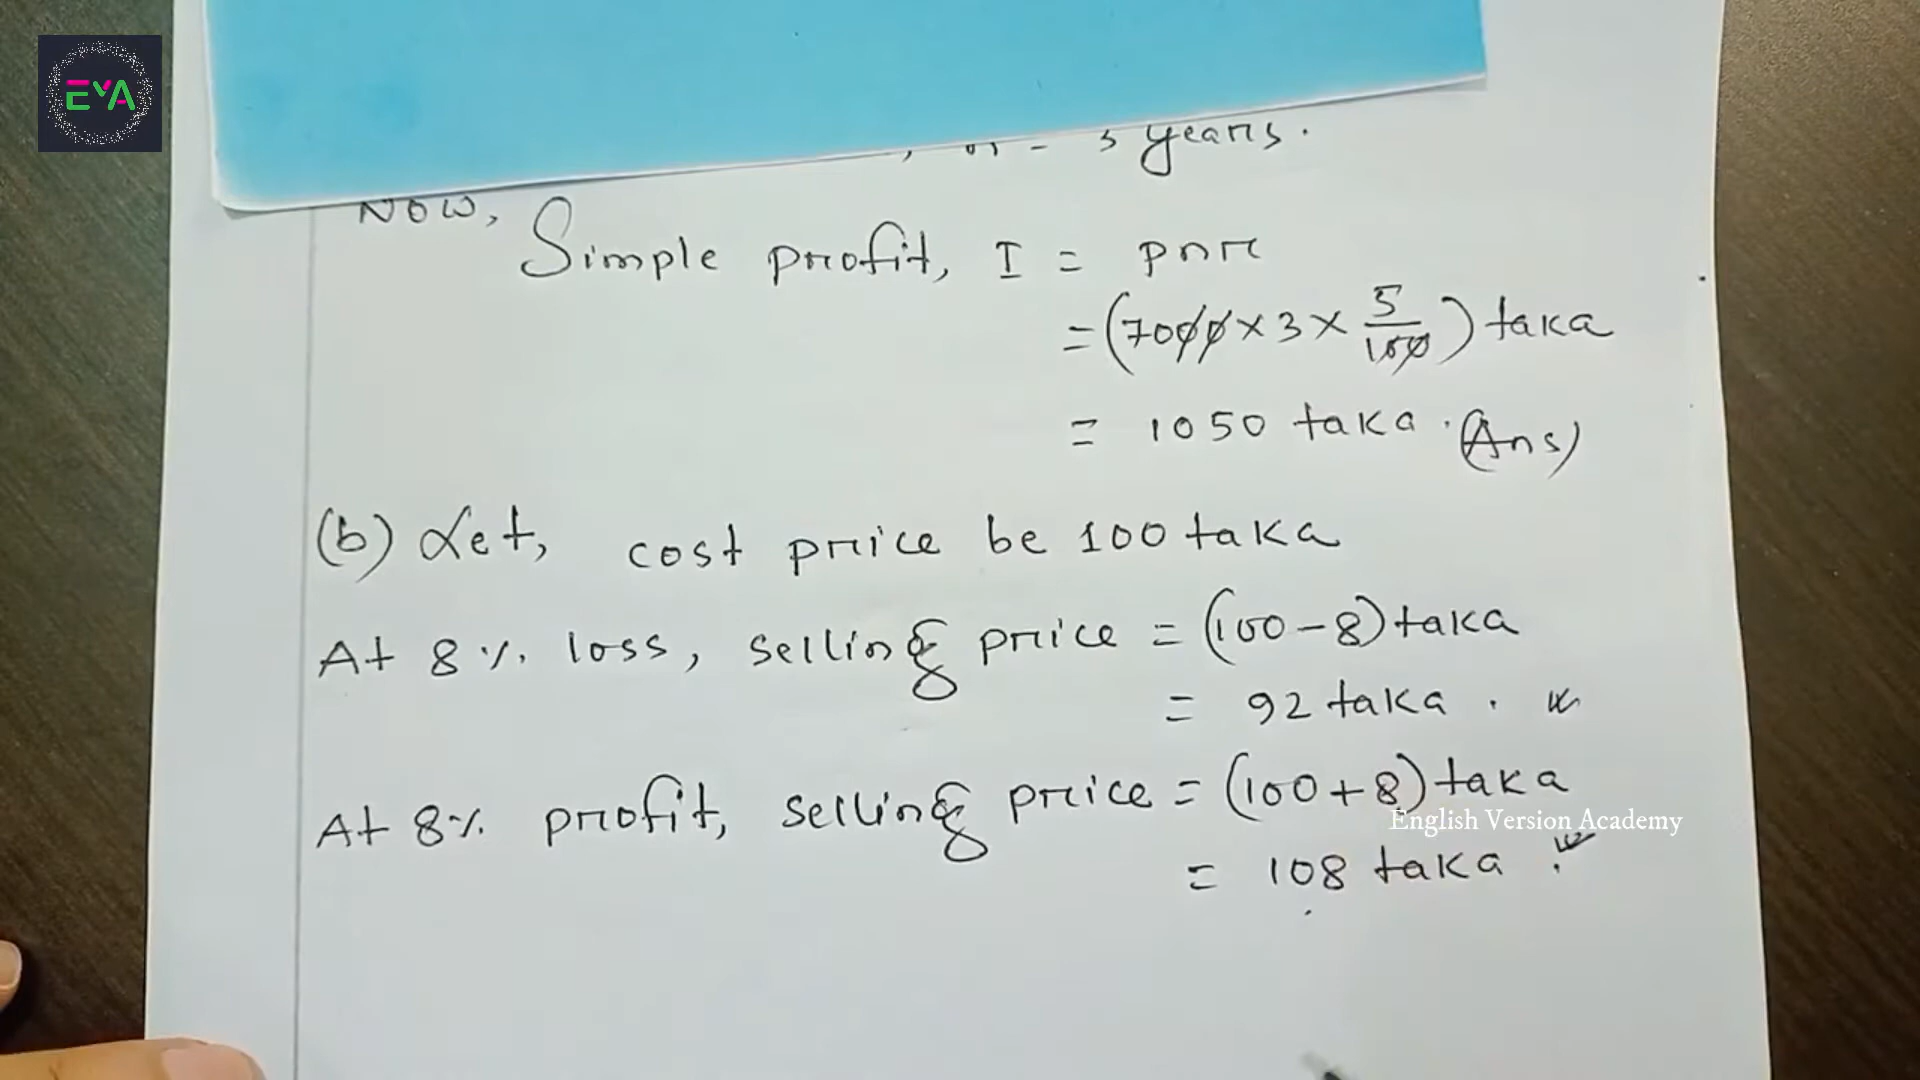 EVA
3 years.
Now,
Simple profit, I = pnr
= (7000 × 3 × 5/100) taka
= 1050 taka. (Ans)
(b) Let, cost price be 100 taka
At 8% loss, selling price = (100-8) taka
= 92 taka.
At 8% profit, selling price = (100+8) taka
English Version Academy
= 108 taka.